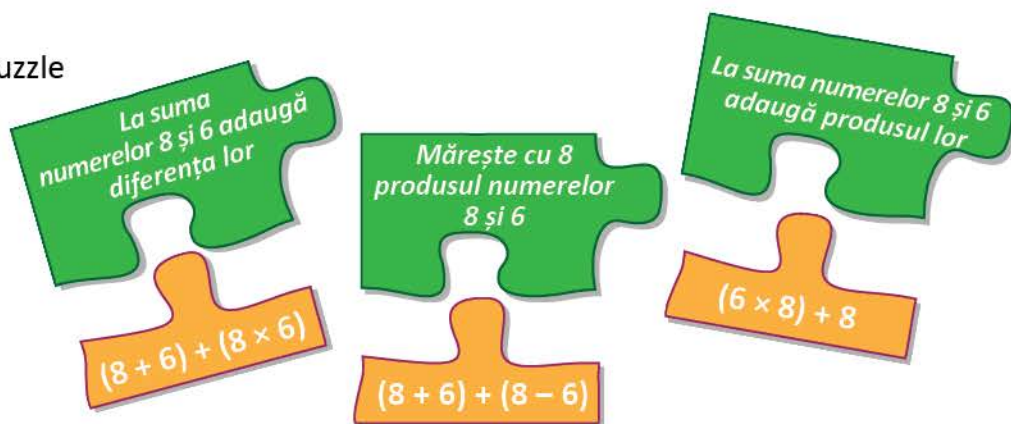 uzzle
La suma
numerelor 8 și 6 adaugă
diferența lor
Mărește cu 8
produsul numerelor
8 și 6
La suma numerelor 8 și 6
adaugă produsul lor
(8 + 6) + (8 × 6)
(8 + 6) + (8 – 6)
(6 × 8) + 8